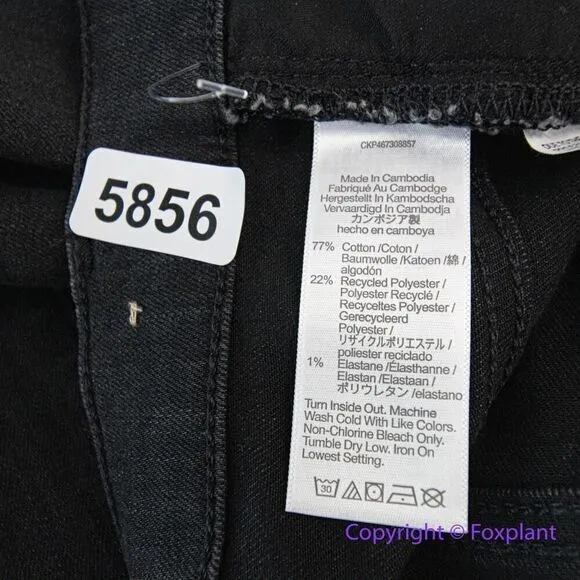 5856
CKP467308857
Made In Cambodia
Fabriqué Au Cambodge
Hergestellt In Kambodscha
Vervaardigd In Cambodja
カンボジア製
hecho en camboya
77% Cotton /Coton /
Baumwolle /Katoen /綿 /
algodón
22% Recycled Polyester /
Polyester Recyclé /
Recyceltes Polyester /
Gerecycleerd
Polyester /
リサイクルポリエステル /
poliester reciclado
1% Elastane /Élasthanne /
Elastan /Elastaan /
ポリウレタン /elastano
Turn Inside Out. Machine
Wash Cold With Like Colors.
Non-Chlorine Bleach Only.
Tumble Dry Low. Iron On
Lowest Setting.
30
Copyright © Foxplant